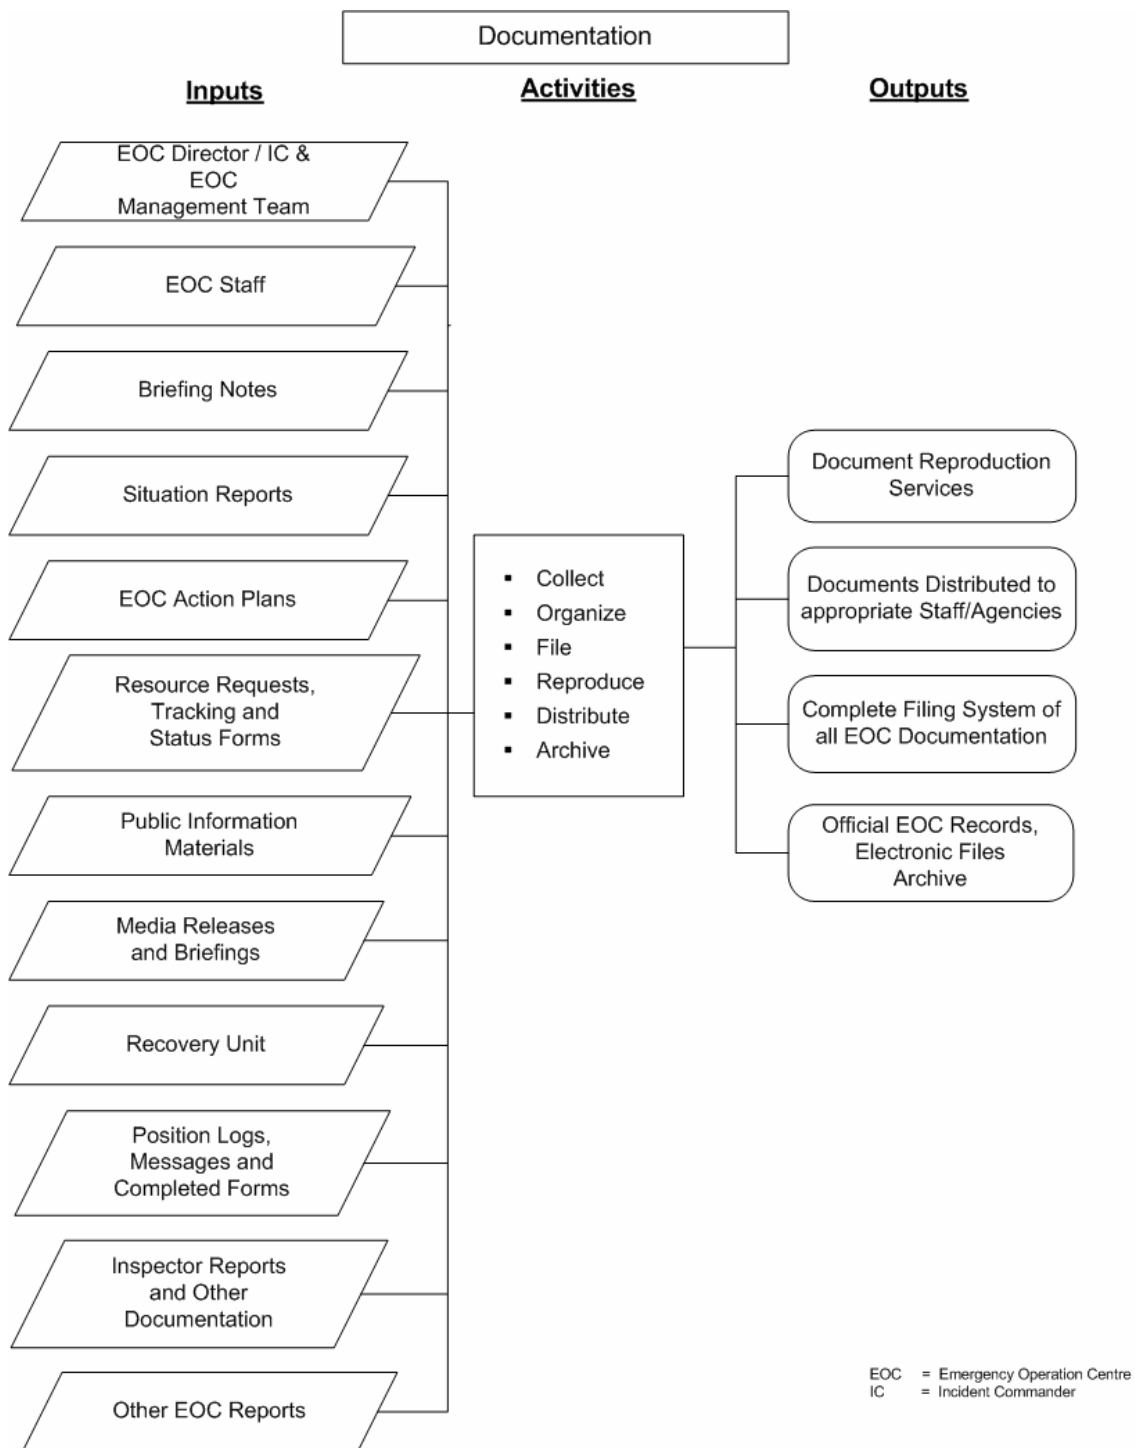 Documentation
Inputs
Activities
Outputs
EOC Director / IC &
EOC
Management Team
EOC Staff
Briefing Notes
Situation Reports
EOC Action Plans
Resource Requests,
Tracking and
Status Forms
Public Information
Materials
Media Releases
and Briefings
Recovery Unit
Position Logs,
Messages and
Completed Forms
Inspector Reports
and Other
Documentation
Other EOC Reports
▪ Collect
▪ Organize
▪ File
▪ Reproduce
▪ Distribute
▪ Archive
Document Reproduction
Services
Documents Distributed to
appropriate Staff/Agencies
Complete Filing System of
all EOC Documentation
Official EOC Records,
Electronic Files
Archive
EOC = Emergency Operation Centre
IC = Incident Commander